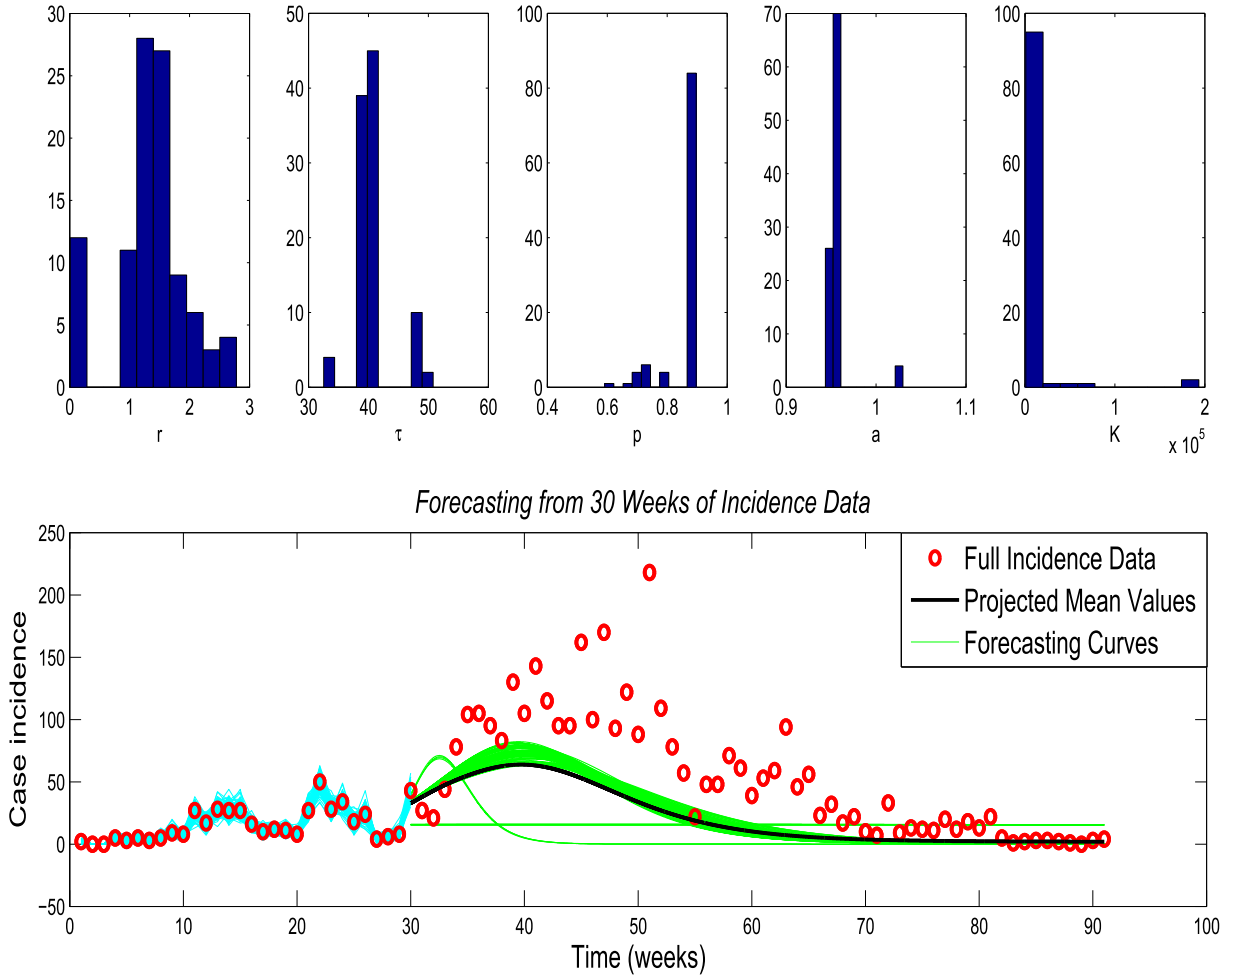 30
25
20
15
10
5
0
0 1 2 3
r
50
40
30
20
10
0
30 40 50 60
τ
100
80
60
40
20
0
0.4 0.6 0.8 1
p
70
60
50
40
30
20
10
0
0.9 1 1.1
a
100
80
60
40
20
0
0 1 2
K
x 10⁵
Forecasting from 30 Weeks of Incidence Data
Case incidence
250
200
150
100
50
0
−50
0 10 20 30 40 50 60 70 80 90 100
Time (weeks)
Full Incidence Data
Projected Mean Values
Forecasting Curves